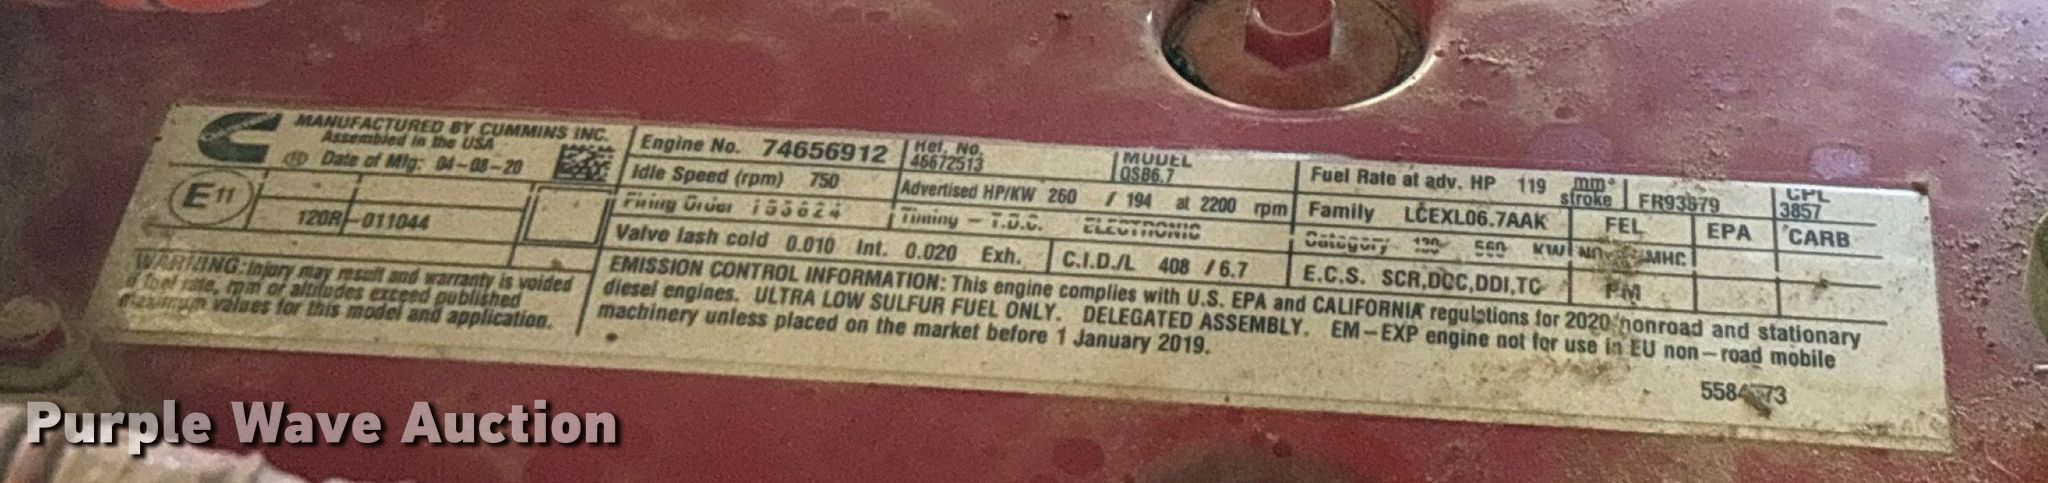 MANUFACTURED BY CUMMINS INC.
Assembled in the USA
Date of Mfg: 04-08-20
E11
120R-011044
WARNING: Injury may result and warranty is voided
if fuel rate, rpm or altitudes exceed published
maximum values for this model and application.
Engine No. 74656912
Ref. No.
46672513
MODEL
QSB6.7
Idle Speed (rpm) 750
Advertised HP/KW 260 / 194 at 2200 rpm
Firing Order 153624
Timing - T.D.C. ELECTRONIC
Valve lash cold 0.010 Int. 0.020 Exh.
C.I.D./L 408 / 6.7
Fuel Rate at adv. HP 119 mm³
stroke
FR93879
CPL
3857
Family LCEXL06.7AAK
FEL
EPA
CARB
Category 130 560 KW
E.C.S. SCR,DOC,DDI,TC
PM
EMISSION CONTROL INFORMATION: This engine complies with U.S. EPA and CALIFORNIA regulations for 2020 nonroad and stationary
diesel engines. ULTRA LOW SULFUR FUEL ONLY. DELEGATED ASSEMBLY. EM-EXP engine not for use in EU non-road mobile
machinery unless placed on the market before 1 January 2019.
Purple Wave Auction